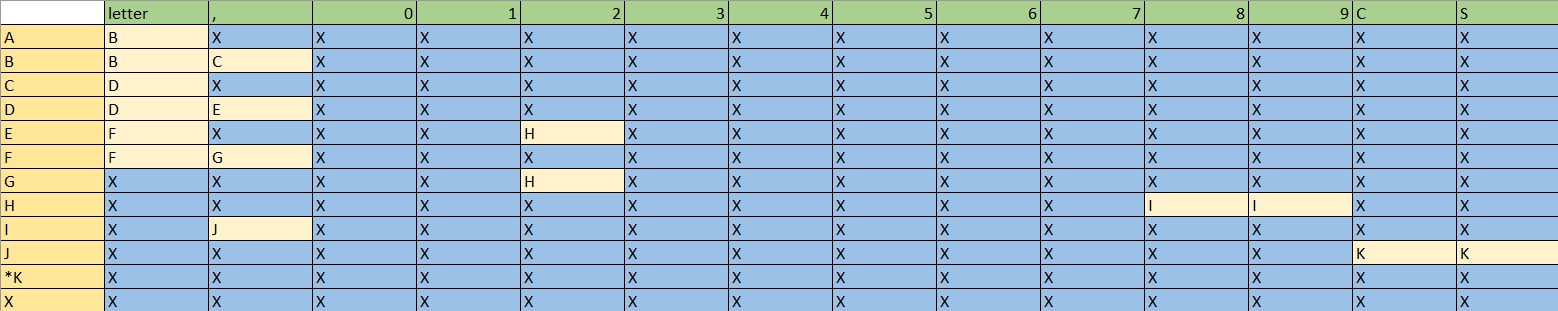 letter , 0 1 2 3 4 5 6 7 8 9 C S
A B X X X X X X X X X X X X X
B B C X X X X X X X X X X X X
C D X X X X X X X X X X X X X
D D E X X X X X X X X X X X X
E F X X X H X X X X X X X X X
F F G X X X X X X X X X X X X
G X X X X H X X X X X X X X X
H X X X X X X X X X X I I X X
I X J X X X X X X X X X X X X
J X X X X X X X X X X X X K K
*K X X X X X X X X X X X X X X
X X X X X X X X X X X X X X X